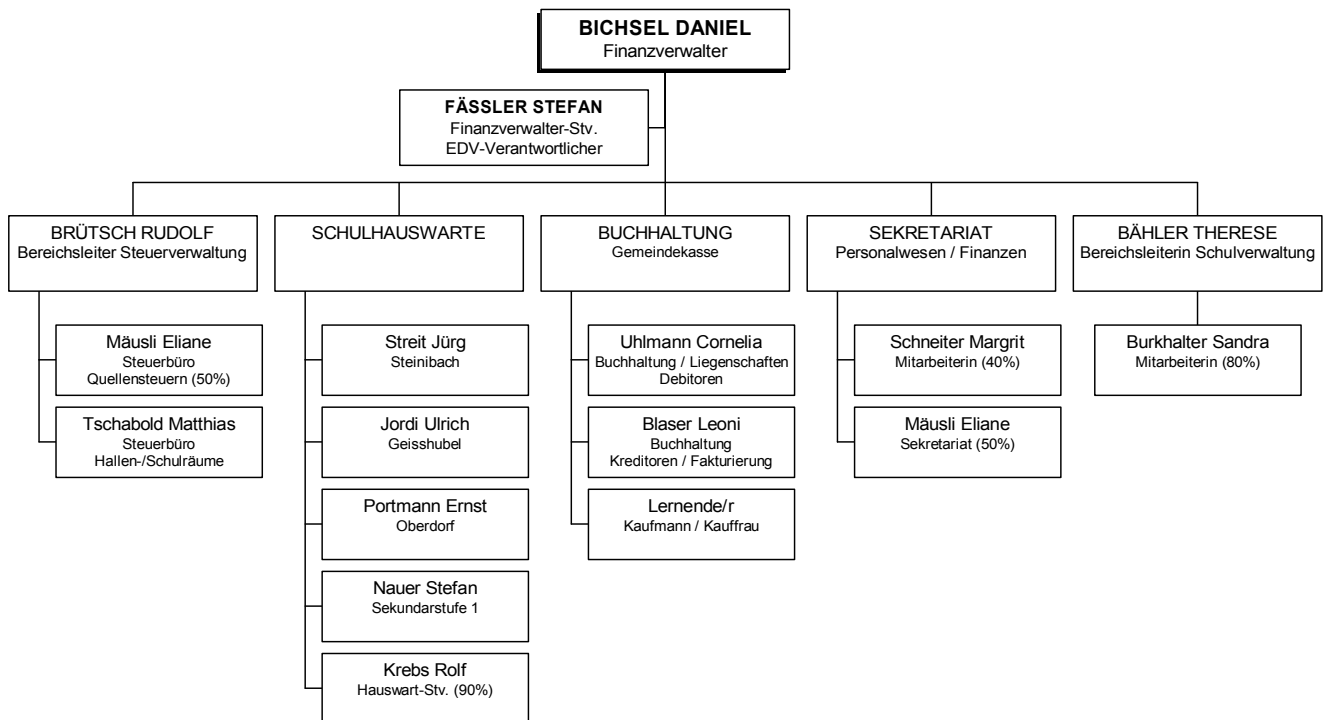 BICHSEL DANIEL
Finanzverwalter
FÄSSLER STEFAN
Finanzverwalter-Stv.
EDV-Verantwortlicher
BRÜTSCH RUDOLF
Bereichsleiter Steuerverwaltung
Mäusli Eliane
Steuerbüro
Quellensteuern (50%)
Tschabold Matthias
Steuerbüro
Hallen-/Schulräume
SCHULHAUSWARTE
Streit Jürg
Steinibach
Jordi Ulrich
Geisshubel
Portmann Ernst
Oberdorf
Nauer Stefan
Sekundarstufe 1
Krebs Rolf
Hauswart-Stv. (90%)
BUCHHALTUNG
Gemeindekasse
Uhlmann Cornelia
Buchhaltung / Liegenschaften
Debitoren
Blaser Leoni
Buchhaltung
Kreditoren / Fakturierung
Lernende/r
Kaufmann / Kauffrau
SEKRETARIAT
Personalwesen / Finanzen
Schneiter Margrit
Mitarbeiterin (40%)
Mäusli Eliane
Sekretariat (50%)
BÄHLER THERESE
Bereichsleiterin Schulverwaltung
Burkhalter Sandra
Mitarbeiterin (80%)